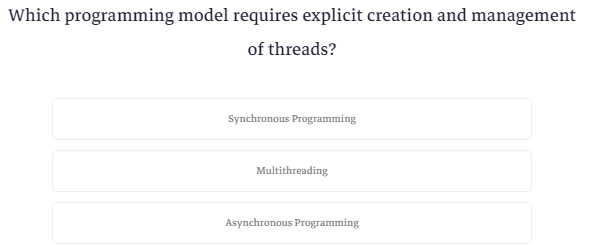 Which programming model requires explicit creation and management
of threads?
Synchronous Programming
Multithreading
Asynchronous Programming